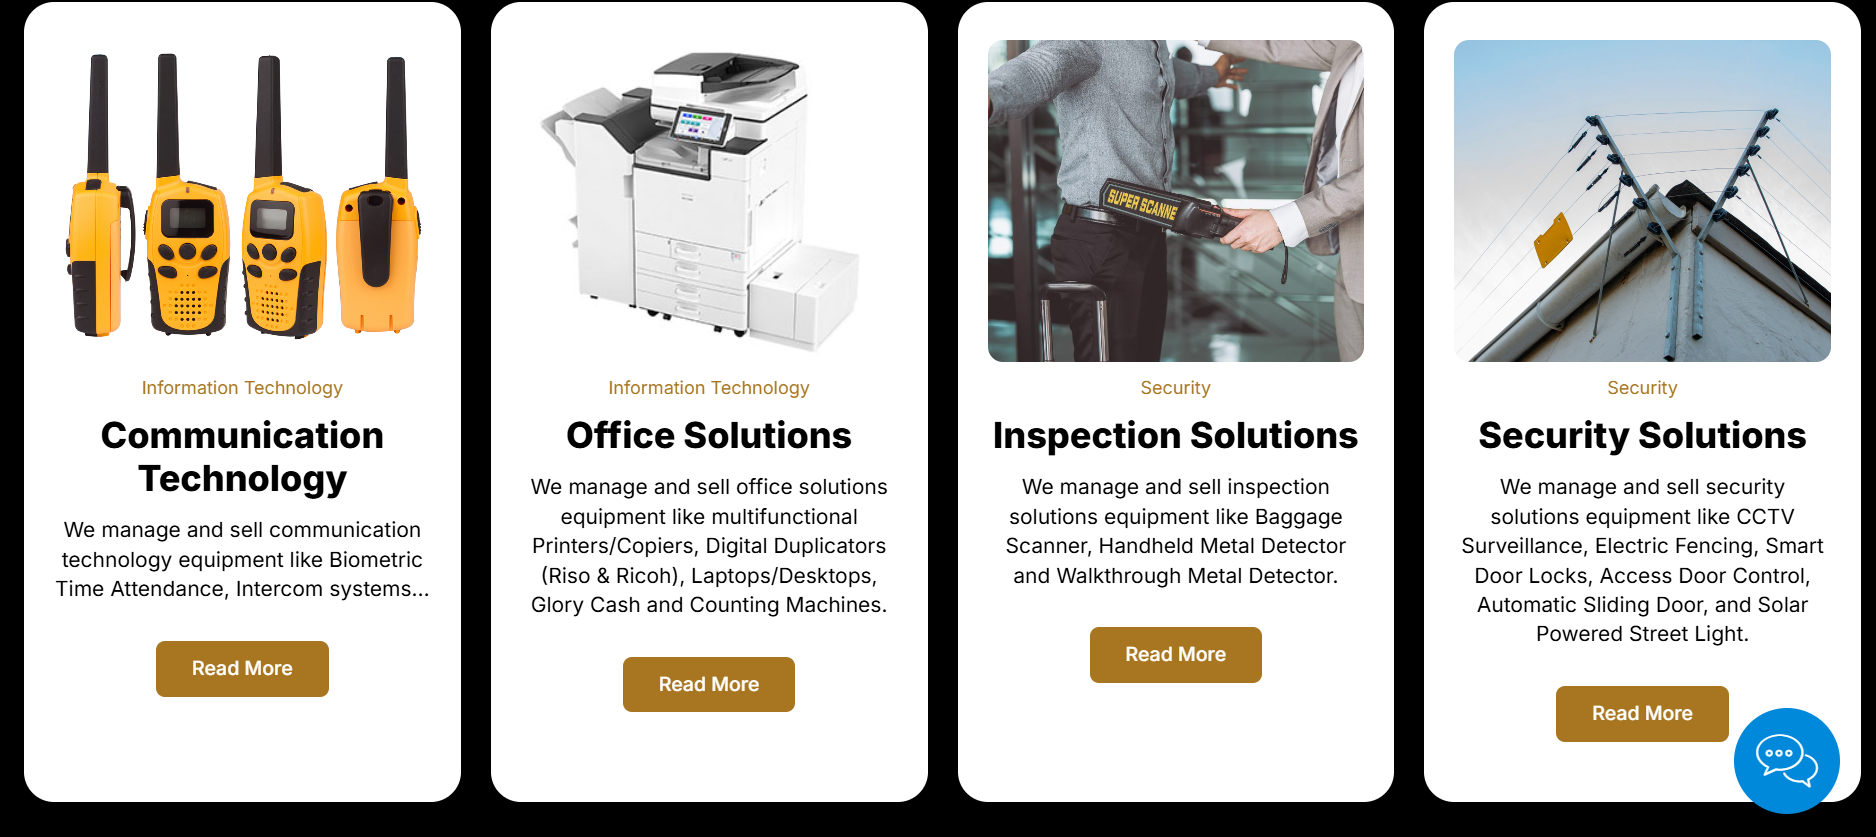 Information Technology
Communication
Technology
We manage and sell communication
technology equipment like Biometric
Time Attendance, Intercom systems...
Read More
Information Technology
Office Solutions
We manage and sell office solutions
equipment like multifunctional
Printers/Copiers, Digital Duplicators
(Riso & Ricoh), Laptops/Desktops,
Glory Cash and Counting Machines.
Read More
SUPER SCANNE
Security
Inspection Solutions
We manage and sell inspection
solutions equipment like Baggage
Scanner, Handheld Metal Detector
and Walkthrough Metal Detector.
Read More
Security
Security Solutions
We manage and sell security
solutions equipment like CCTV
Surveillance, Electric Fencing, Smart
Door Locks, Access Door Control,
Automatic Sliding Door, and Solar
Powered Street Light.
Read More